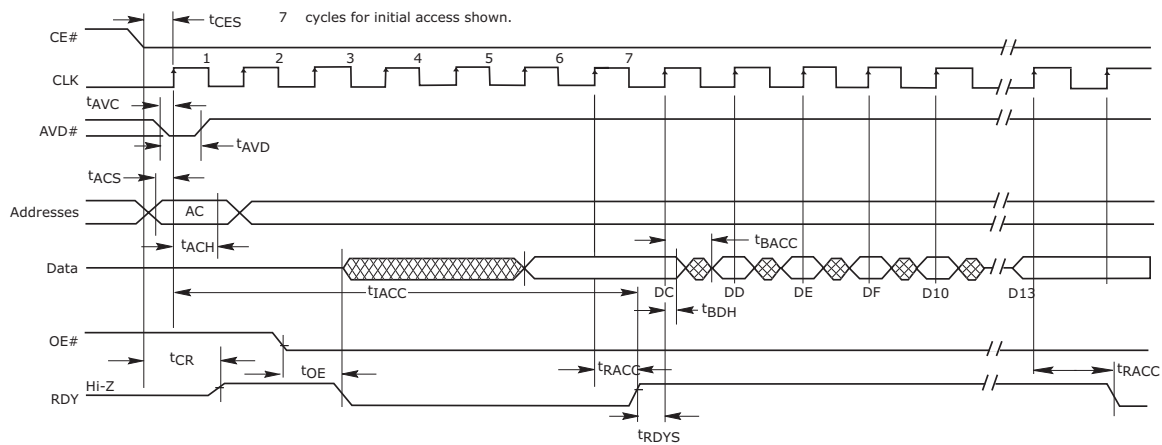 tCES 7 cycles for initial access shown.
CE#
1 2 3 4 5 6 7
CLK
tAVC
AVD#
tAVD
tACS
Addresses AC
tACH
tBACC
Data
tIACC
DC DD DE DF D10 D13
tBDH
OE#
tCR
tOE
tRACC
tRACC
Hi-Z
RDY
tRDYS